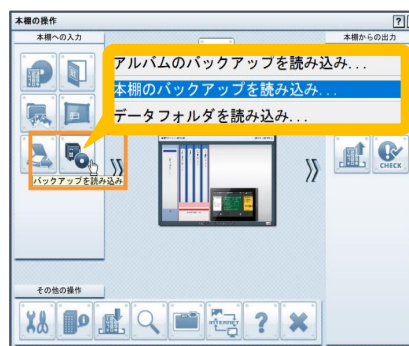 本棚の操作
?
本棚への入力
本棚からの出力
アルバムのバックアップを読み込み...
本棚のバックアップを読み込み...
データフォルダを読み込み...
バックアップを読み込み
CHECK
その他の操作
INTERNET
?